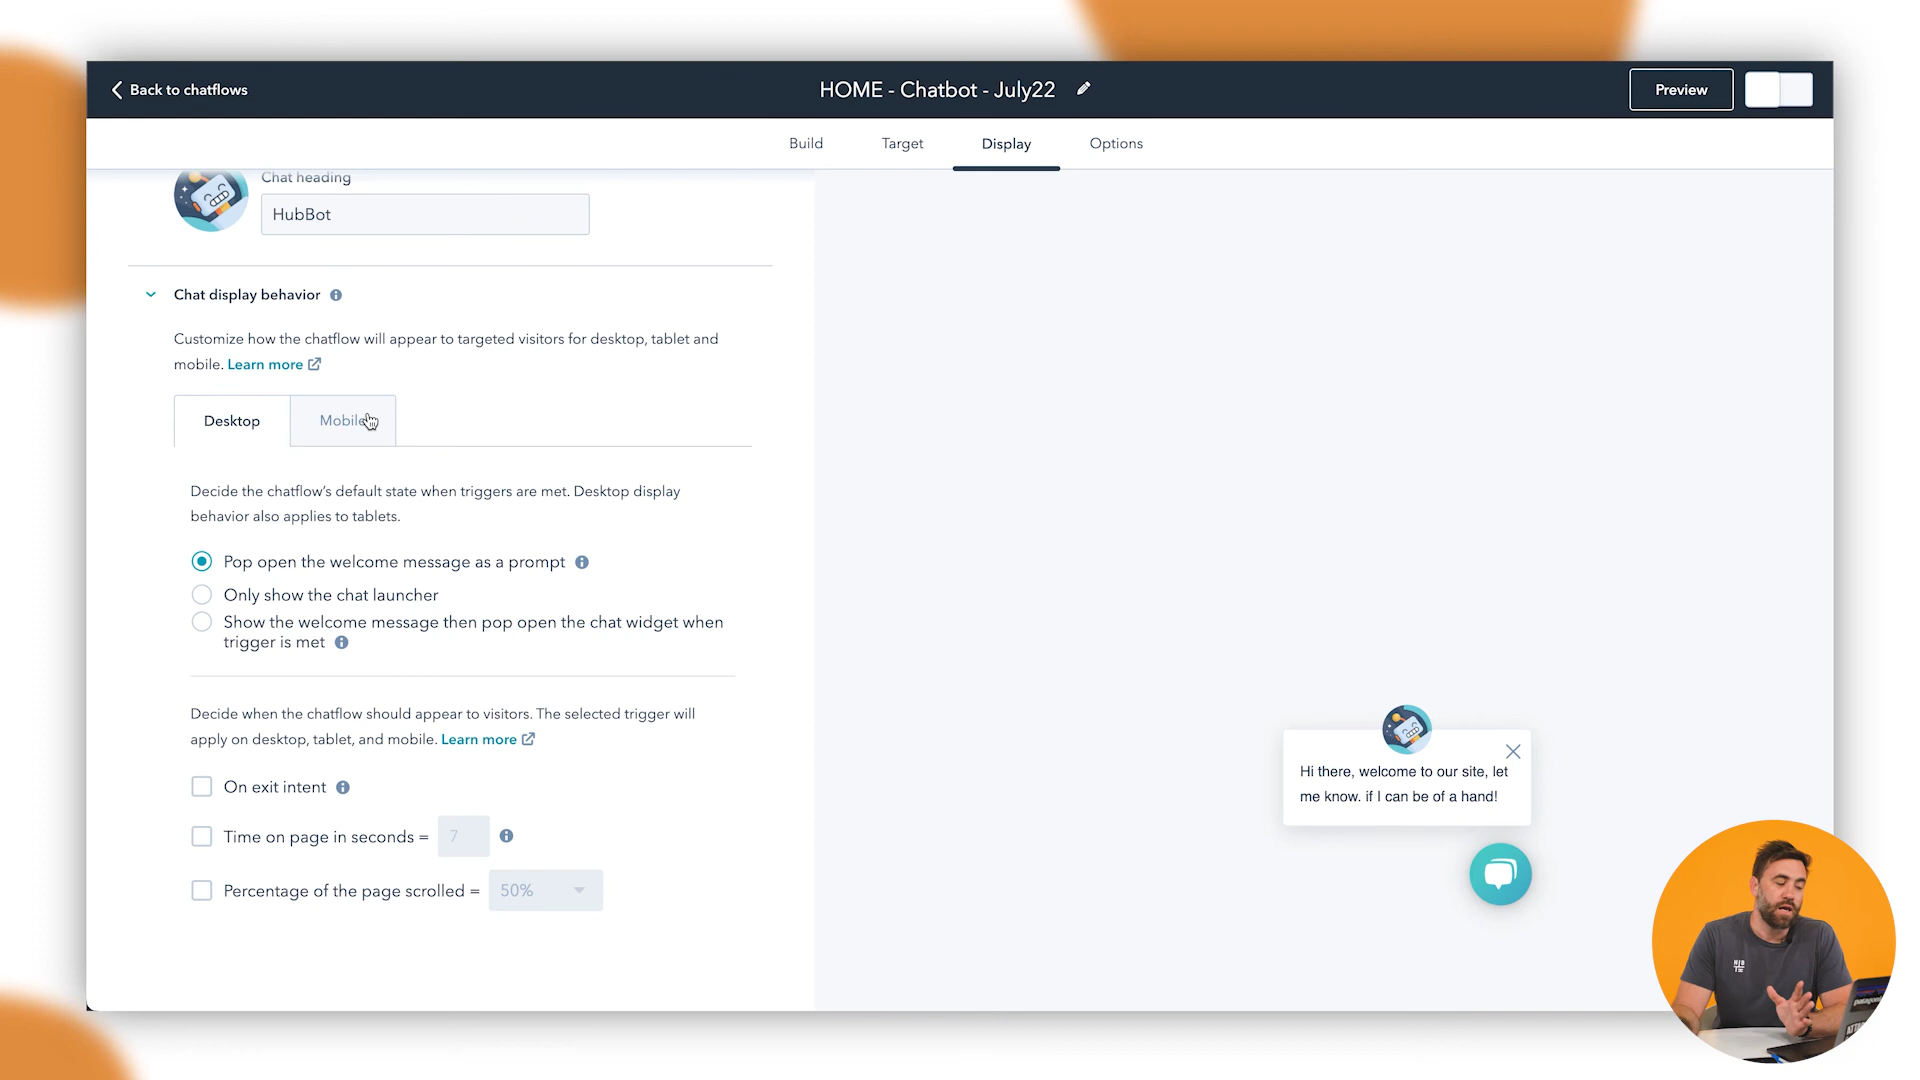 Back to chatflows
HOME - Chatbot - July22
Preview
Build
Target
Display
Options
Chat heading
HubBot
Chat display behavior
Customize how the chatflow will appear to targeted visitors for desktop, tablet and
mobile. Learn more
Desktop
Mobile
Decide the chatflow's default state when triggers are met. Desktop display
behavior also applies to tablets.
Pop open the welcome message as a prompt
Only show the chat launcher
Show the welcome message then pop open the chat widget when
trigger is met
Decide when the chatflow should appear to visitors. The selected trigger will
apply on desktop, tablet, and mobile. Learn more
On exit intent
Time on page in seconds = 7
Percentage of the page scrolled = 50%
Hi there, welcome to our site, let
me know. if I can be of a hand!